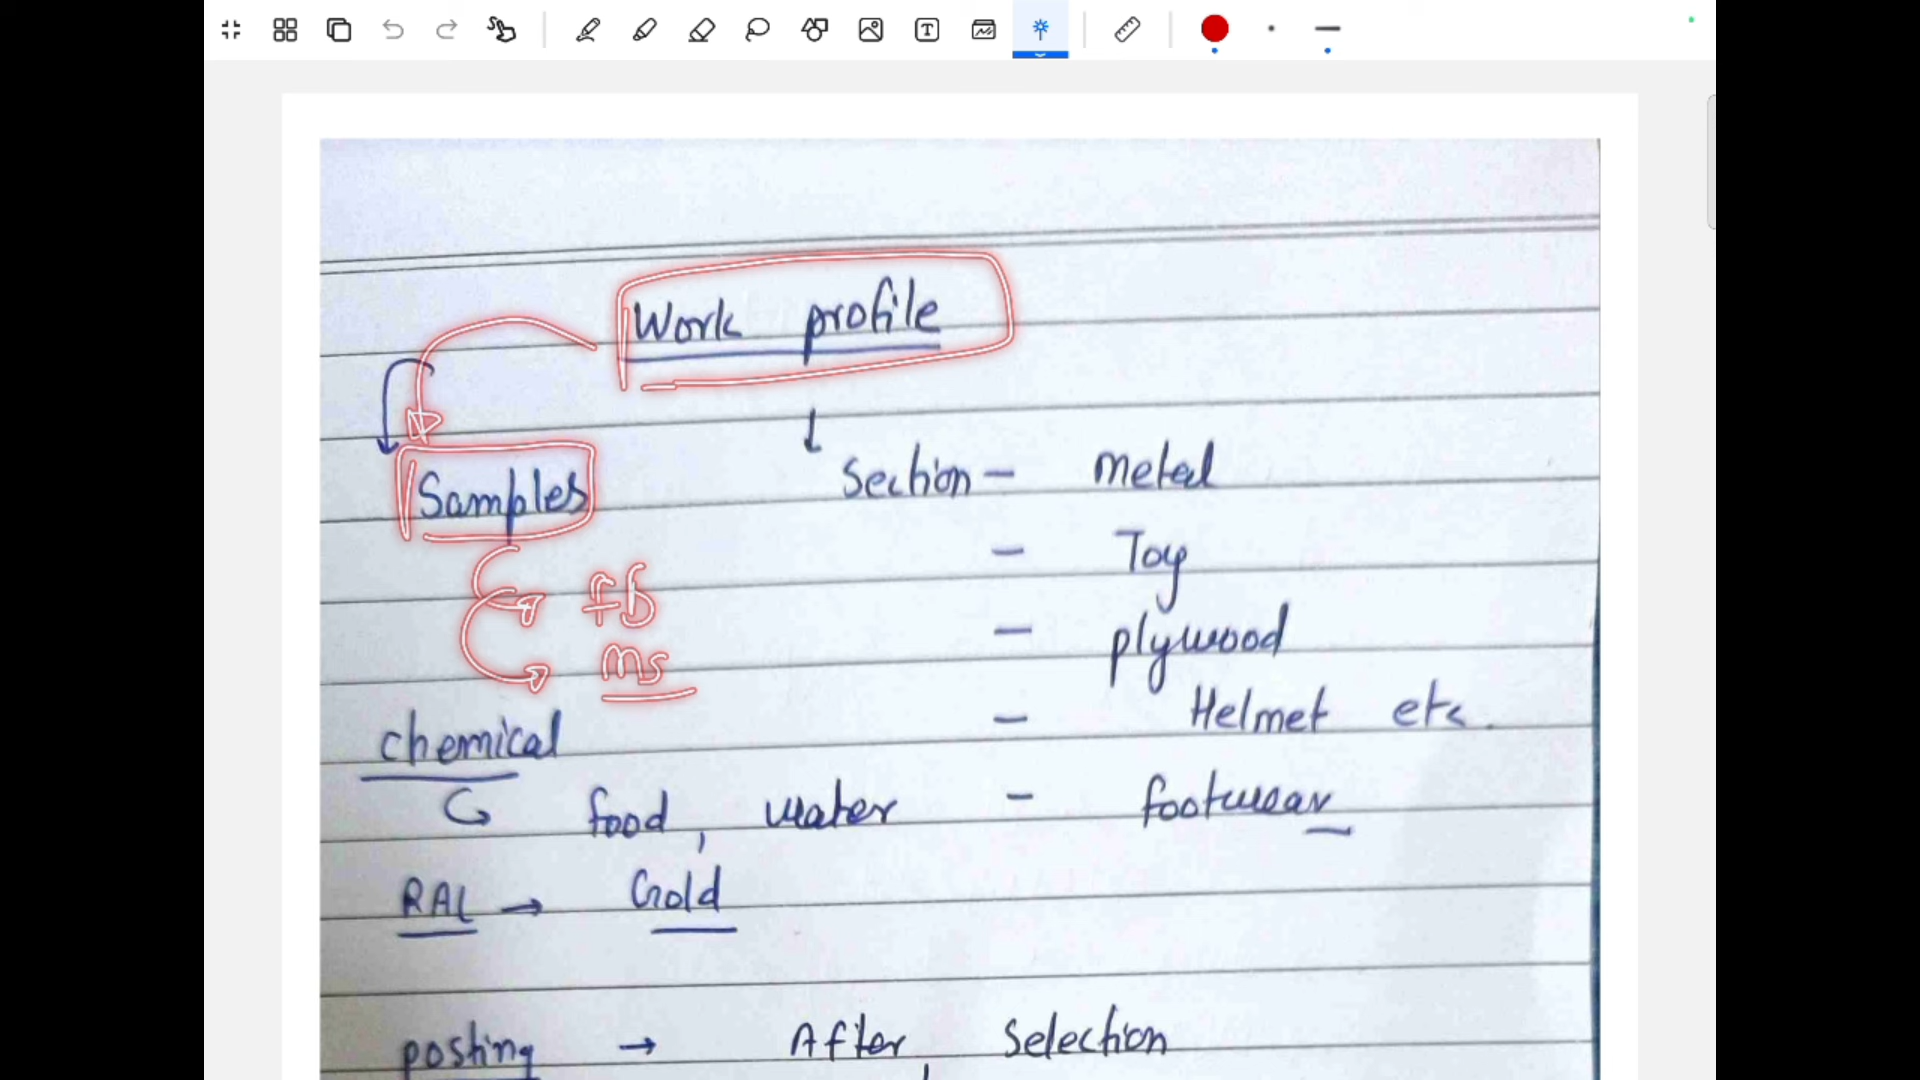 Work profile
Samples
Section - Metal
- Toy
fb
- plywood
Ms
- Helmet etc.
chemical
food, water
- footwear
RAL → Gold
posting → After Selection